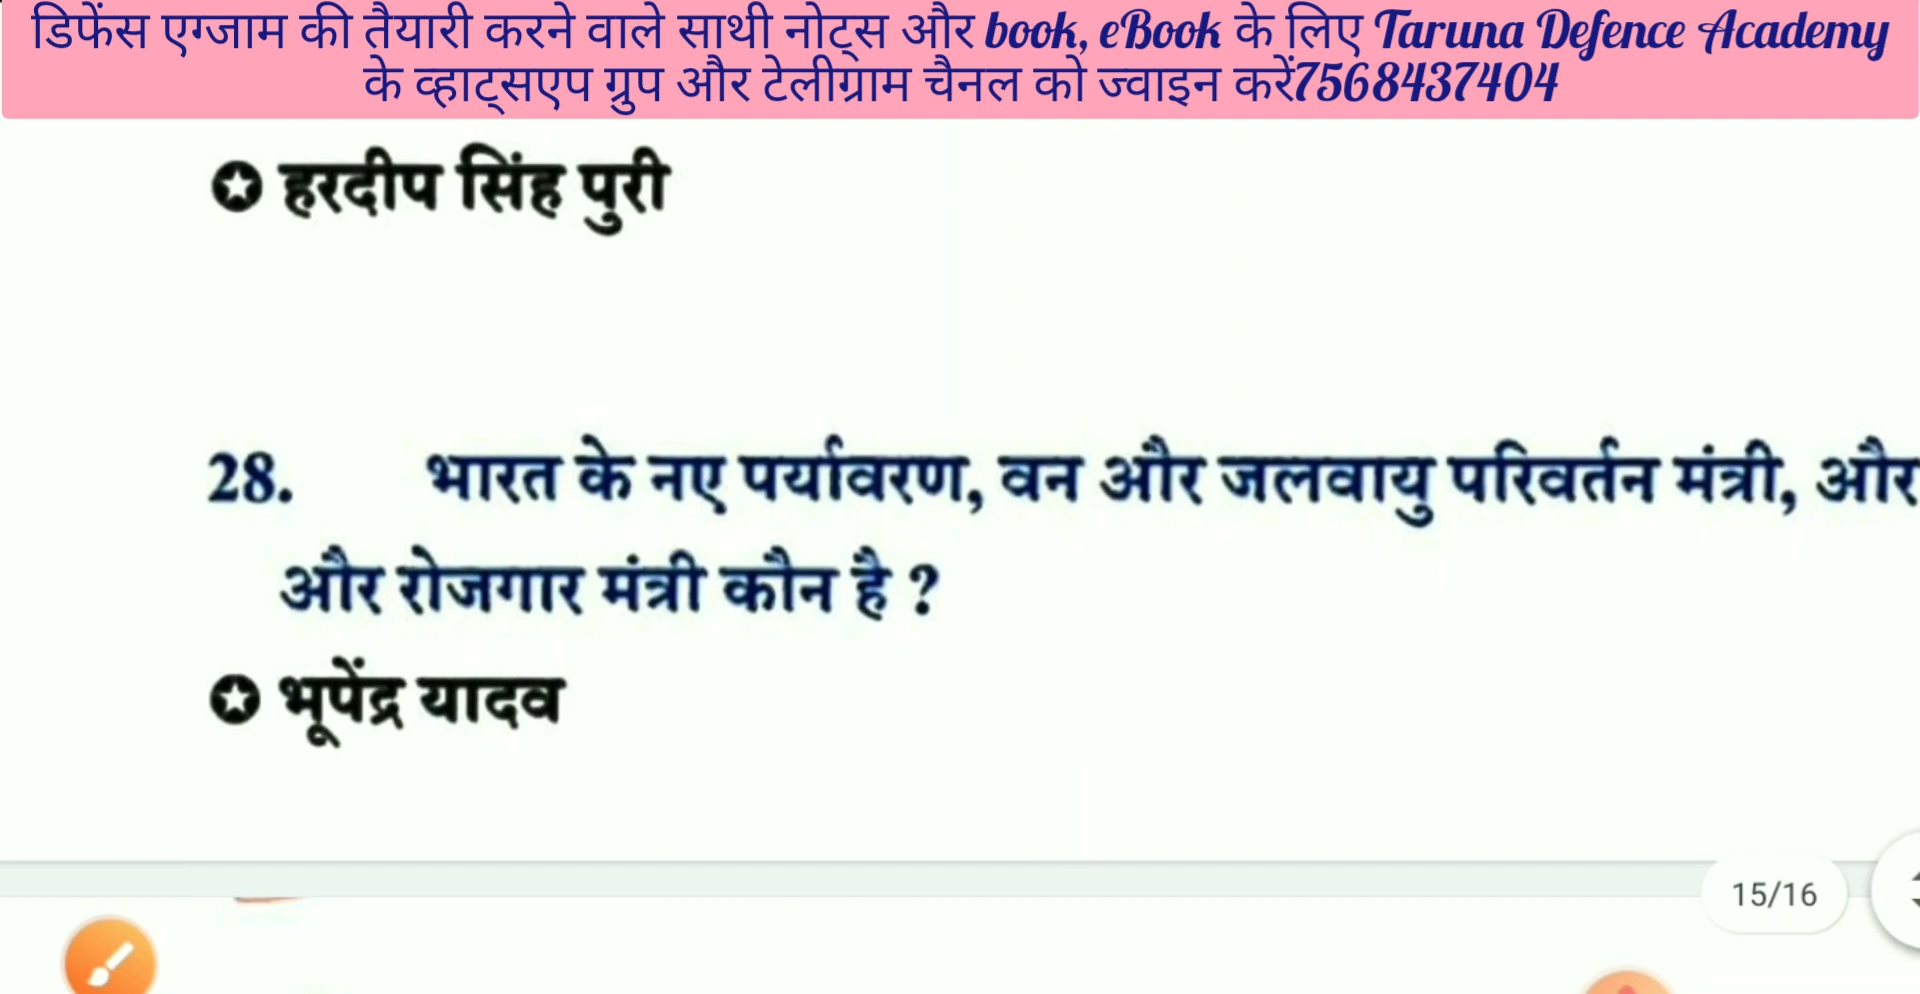 डिफेंस एग्जाम की तैयारी करने वाले साथी नोट्स और book, eBook के लिए Taruna Defence Academy
के व्हाट्सएप ग्रुप और टेलीग्राम चैनल को ज्वाइन करें7568437404
हरदीप सिंह पुरी
28. भारत के नए पर्यावरण, वन और जलवायु परिवर्तन मंत्री, और
और रोजगार मंत्री कौन है ?
भूपेंद्र यादव
15/16